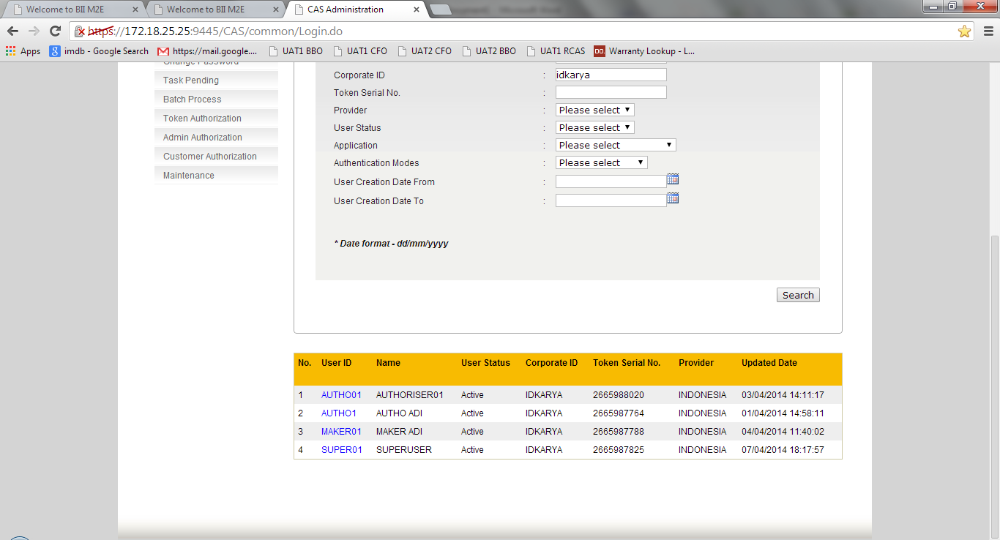 Welcome to BII M2E
Welcome to BII M2E
CAS Administration
https://172.18.25.25:9445/CAS/common/Login.do
Apps
imdb - Google Search
https://mail.google....
UAT1 BBO
UAT1 CFO
UAT2 CFO
UAT2 BBO
UAT1 RCAS
DO. Warranty Lookup - L...
Change Password
Task Pending
Batch Process
Token Authorization
Admin Authorization
Customer Authorization
Maintenance
Corporate ID : idkarya
Token Serial No. :
Provider : Please select
User Status : Please select
Application : Please select
Authentication Modes : Please select
User Creation Date From :
User Creation Date To :
* Date format - dd/mm/yyyy
Search
No. User ID Name User Status Corporate ID Token Serial No. Provider Updated Date
1 AUTHO01 AUTHORISER01 Active IDKARYA 2665988020 INDONESIA 03/04/2014 14:11:17
2 AUTHO1 AUTHO ADI Active IDKARYA 2665987764 INDONESIA 01/04/2014 14:58:11
3 MAKER01 MAKER ADI Active IDKARYA 2665987788 INDONESIA 04/04/2014 11:40:02
4 SUPER01 SUPERUSER Active IDKARYA 2665987825 INDONESIA 07/04/2014 18:17:57